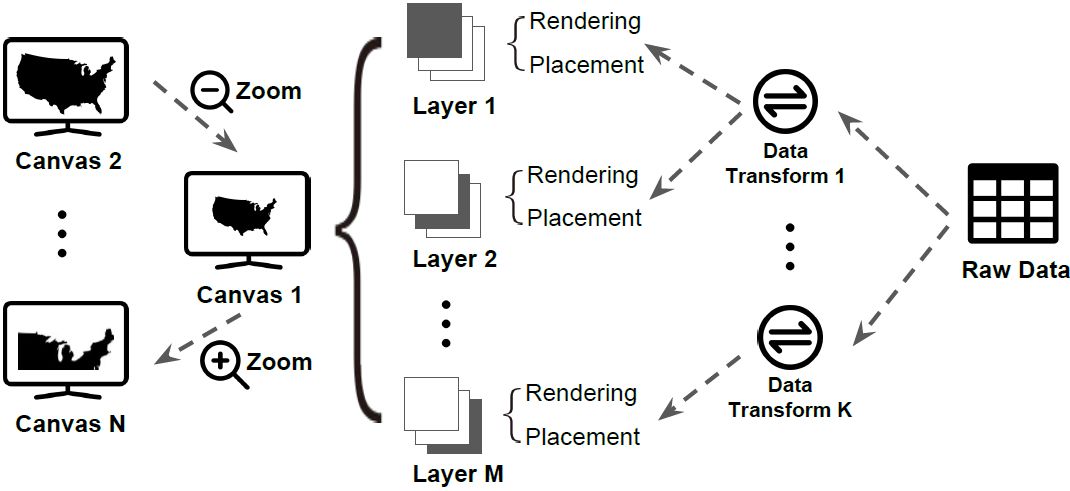 Canvas 2
Zoom
Canvas 1
Canvas N
Zoom
Layer 1
Rendering
Placement
Layer 2
Rendering
Placement
Layer M
Rendering
Placement
Data
Transform 1
Data
Transform K
Raw Data